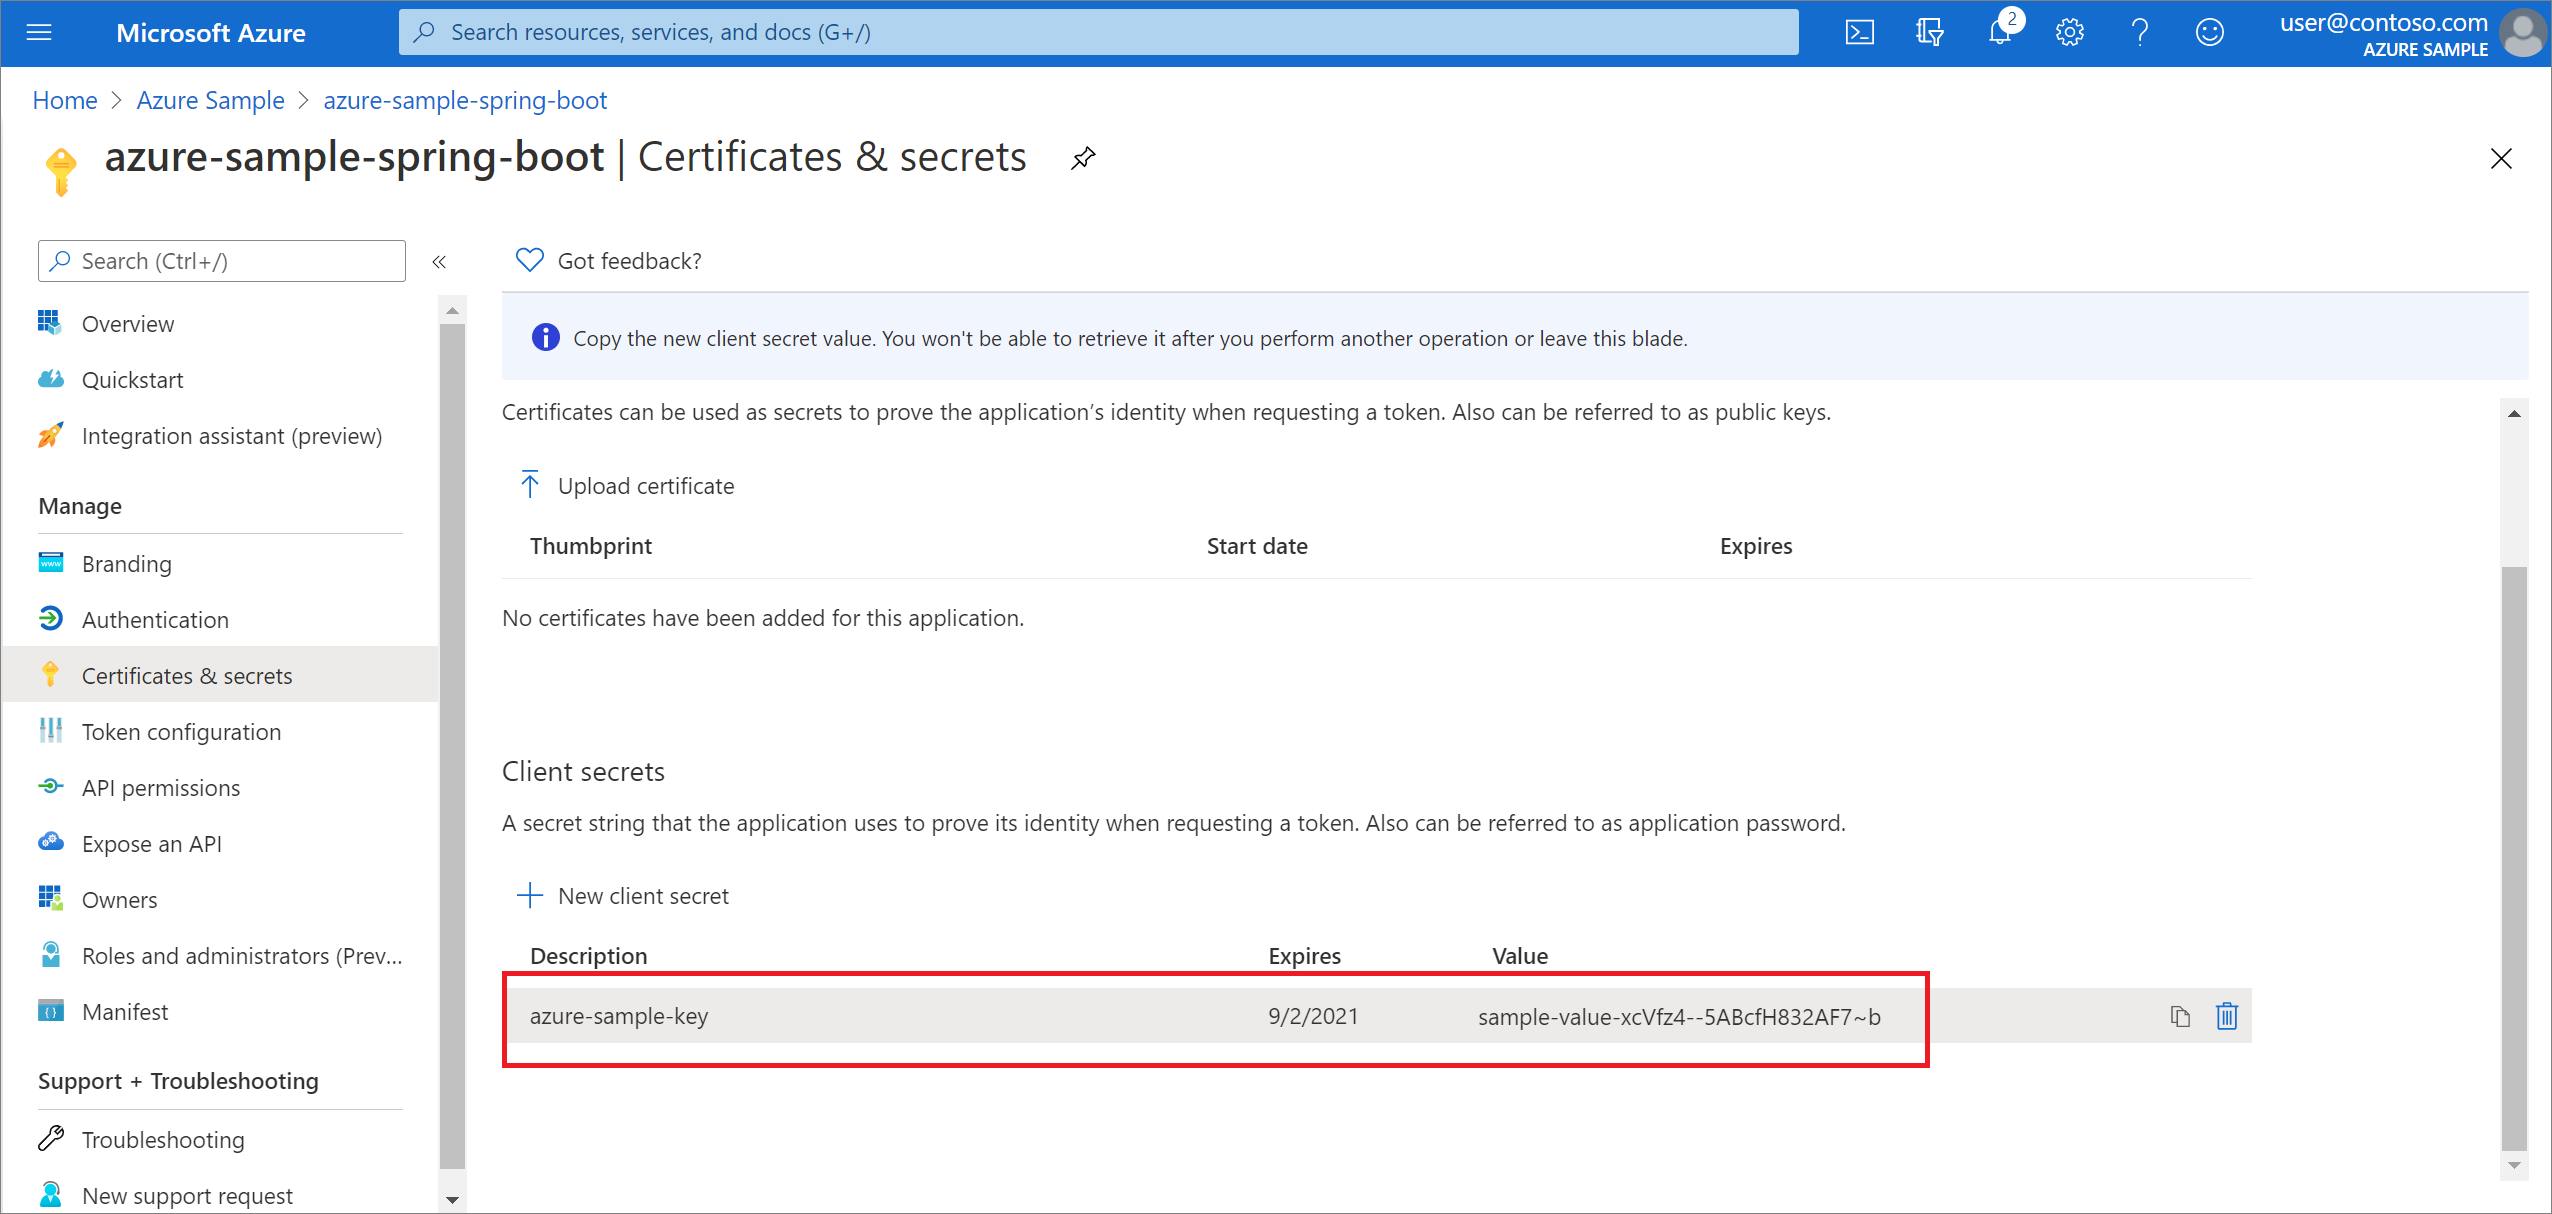 Microsoft Azure
Search resources, services, and docs (G+/)
2
user@contoso.com
AZURE SAMPLE
Home > Azure Sample > azure-sample-spring-boot
azure-sample-spring-boot | Certificates & secrets
Search (Ctrl+/)
«
Overview
Quickstart
Integration assistant (preview)
Manage
Branding
Authentication
Certificates & secrets
Token configuration
API permissions
Expose an API
Owners
Roles and administrators (Prev...
Manifest
Support + Troubleshooting
Troubleshooting
New support request
Got feedback?
Copy the new client secret value. You won't be able to retrieve it after you perform another operation or leave this blade.
Certificates can be used as secrets to prove the application’s identity when requesting a token. Also can be referred to as public keys.
Upload certificate
Thumbprint Start date Expires
No certificates have been added for this application.
Client secrets
A secret string that the application uses to prove its identity when requesting a token. Also can be referred to as application password.
New client secret
Description Expires Value
azure-sample-key 9/2/2021 sample-value-xcVfz4--5ABcfH832AF7~b